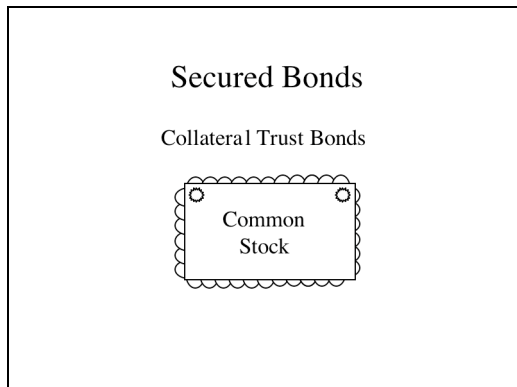 Secured Bonds
Collateral Trust Bonds
Common
Stock